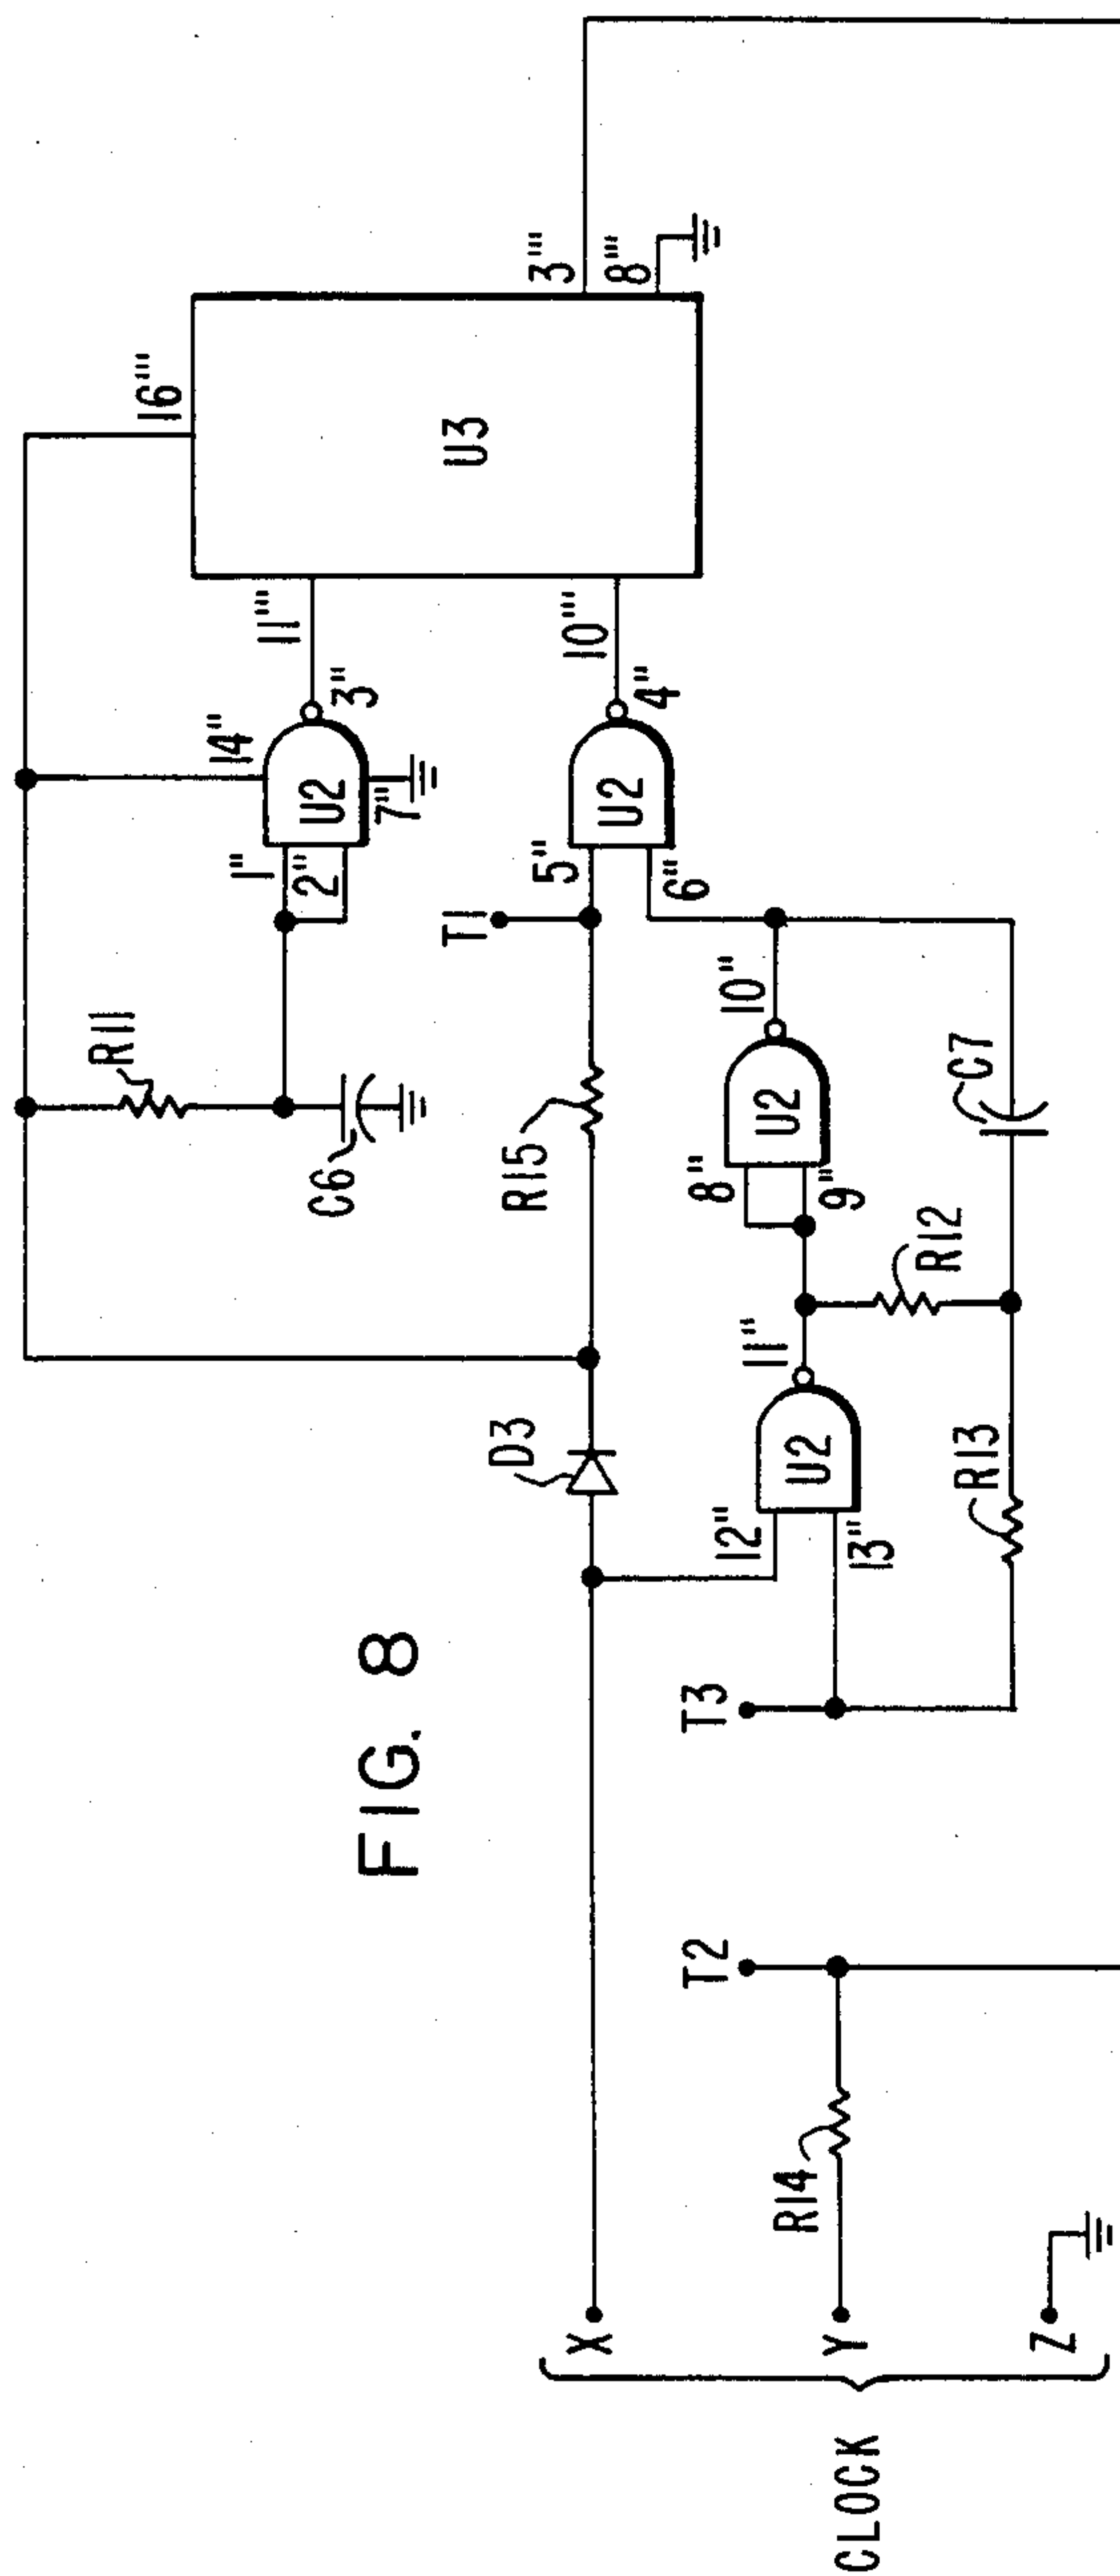 FIG. 8
CLOCK
X
Y
Z
R14
T2
T3
D3
12"
13"
U2
11"
R13
R12
8"
9"
U2
10"
C7
R15
T1
5"
6"
U2
4"
10'''
C6
R11
1"
2"
U2
14"
7"
3"
11'''
U3
16'''
3'''
8'''